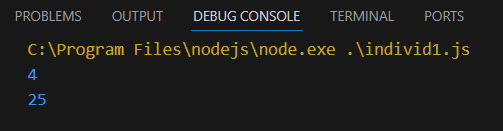 PROBLEMS OUTPUT DEBUG CONSOLE TERMINAL PORTS
C:\Program Files\nodejs\node.exe .\individ1.js
4
25